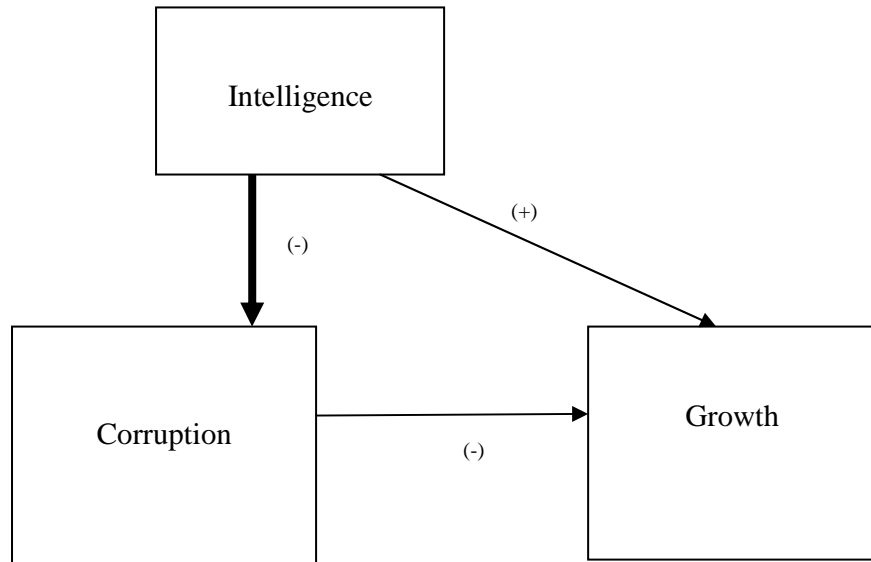 Intelligence
(+)
(-)
Corruption
Growth
(-)